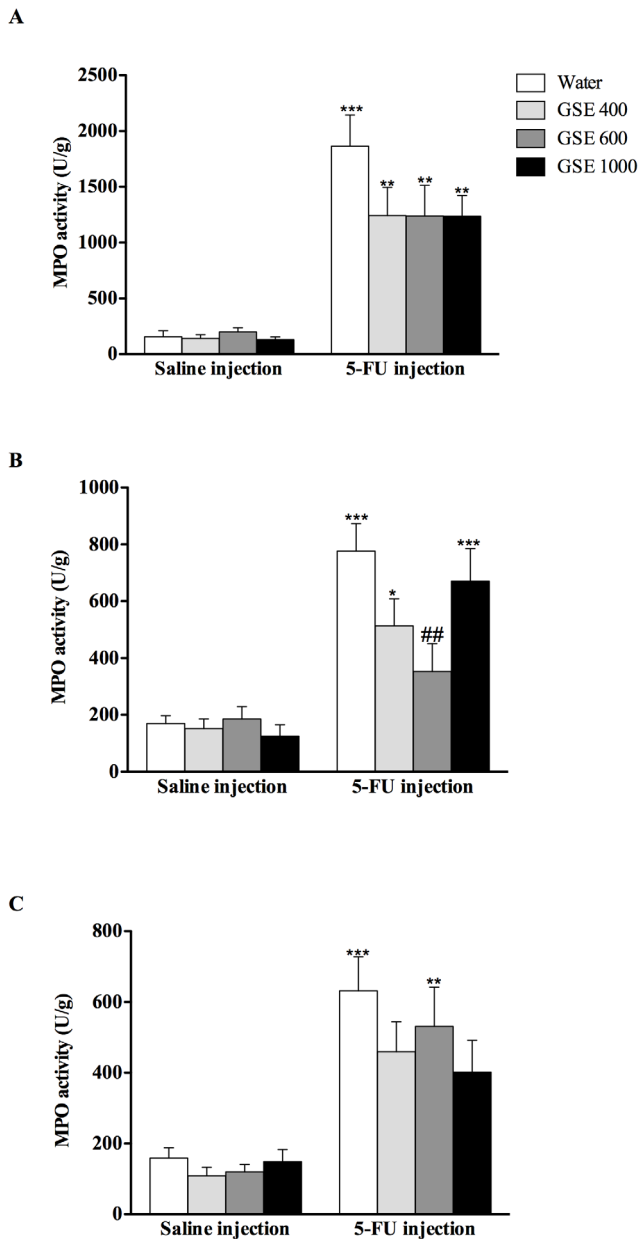 A
2500
2000
1500
1000
500
0
MPO activity (U/g)
***
**
**
**
Saline injection
5-FU injection
Water
GSE 400
GSE 600
GSE 1000
B
1000
800
600
400
200
0
MPO activity (U/g)
***
*
##
***
Saline injection
5-FU injection
C
800
600
400
200
0
MPO activity (U/g)
***
**
Saline injection
5-FU injection